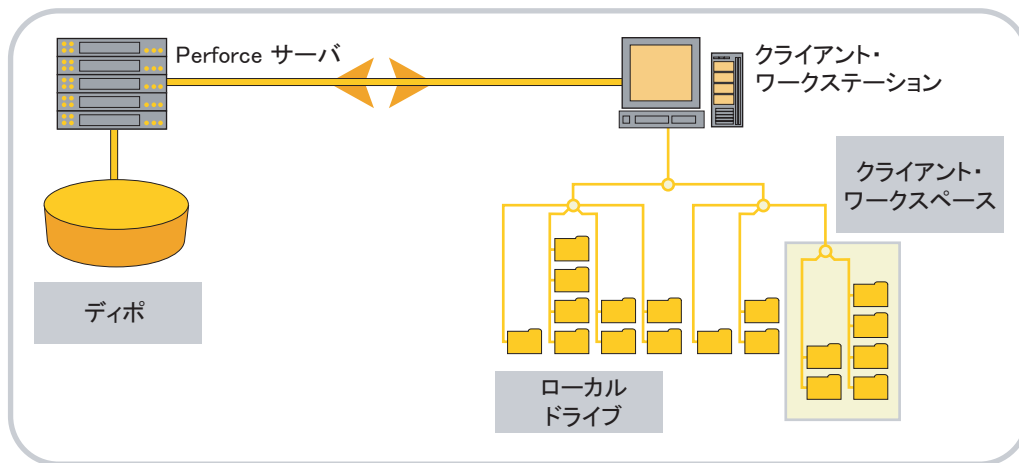 Perforce サーバ
クライアント・
ワークステーション
クライアント・
ワークスペース
ディポ
ローカル
ドライブ